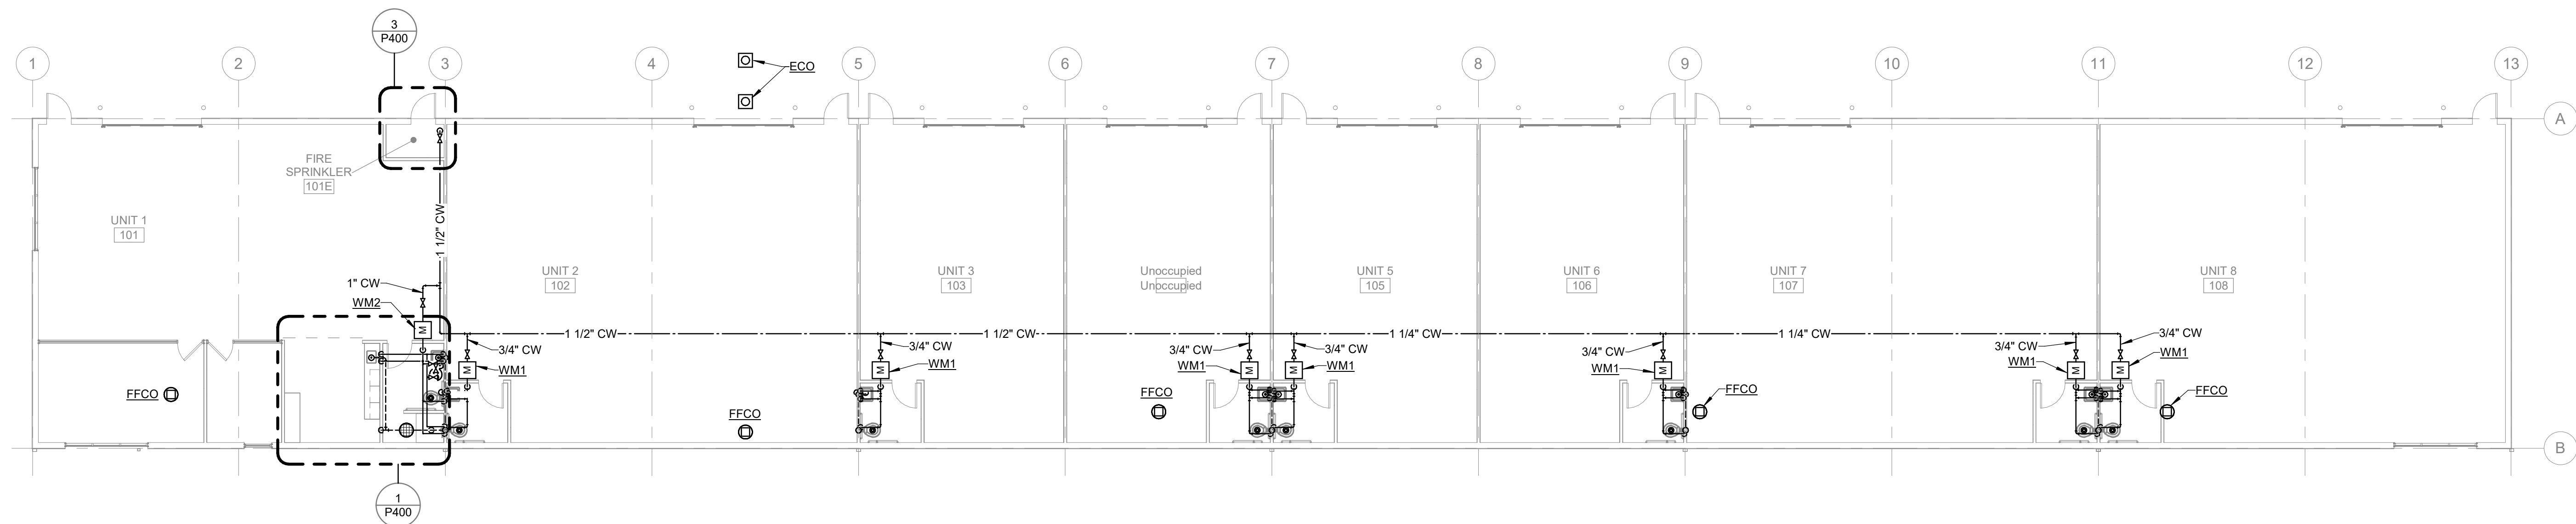 3
P400
1
2
3
4
5
6
7
8
9
10
11
12
13
ECO
A
FIRE
SPRINKLER
101E
1 1/2" CW
UNIT 1
101
UNIT 2
102
UNIT 3
103
Unoccupied
Unoccupied
UNIT 5
105
UNIT 6
106
UNIT 7
107
UNIT 8
108
1" CW
WM2
M
1 1/2" CW
1 1/2" CW
1 1/4" CW
1 1/4" CW
3/4" CW
M
WM1
3/4" CW
M
WM1
3/4" CW
WM1
M
3/4" CW
M
WM1
3/4" CW
WM1
M
3/4" CW
WM1
M
3/4" CW
M
WM1
FFCO
FFCO
FFCO
FFCO
FFCO
B
1
P400